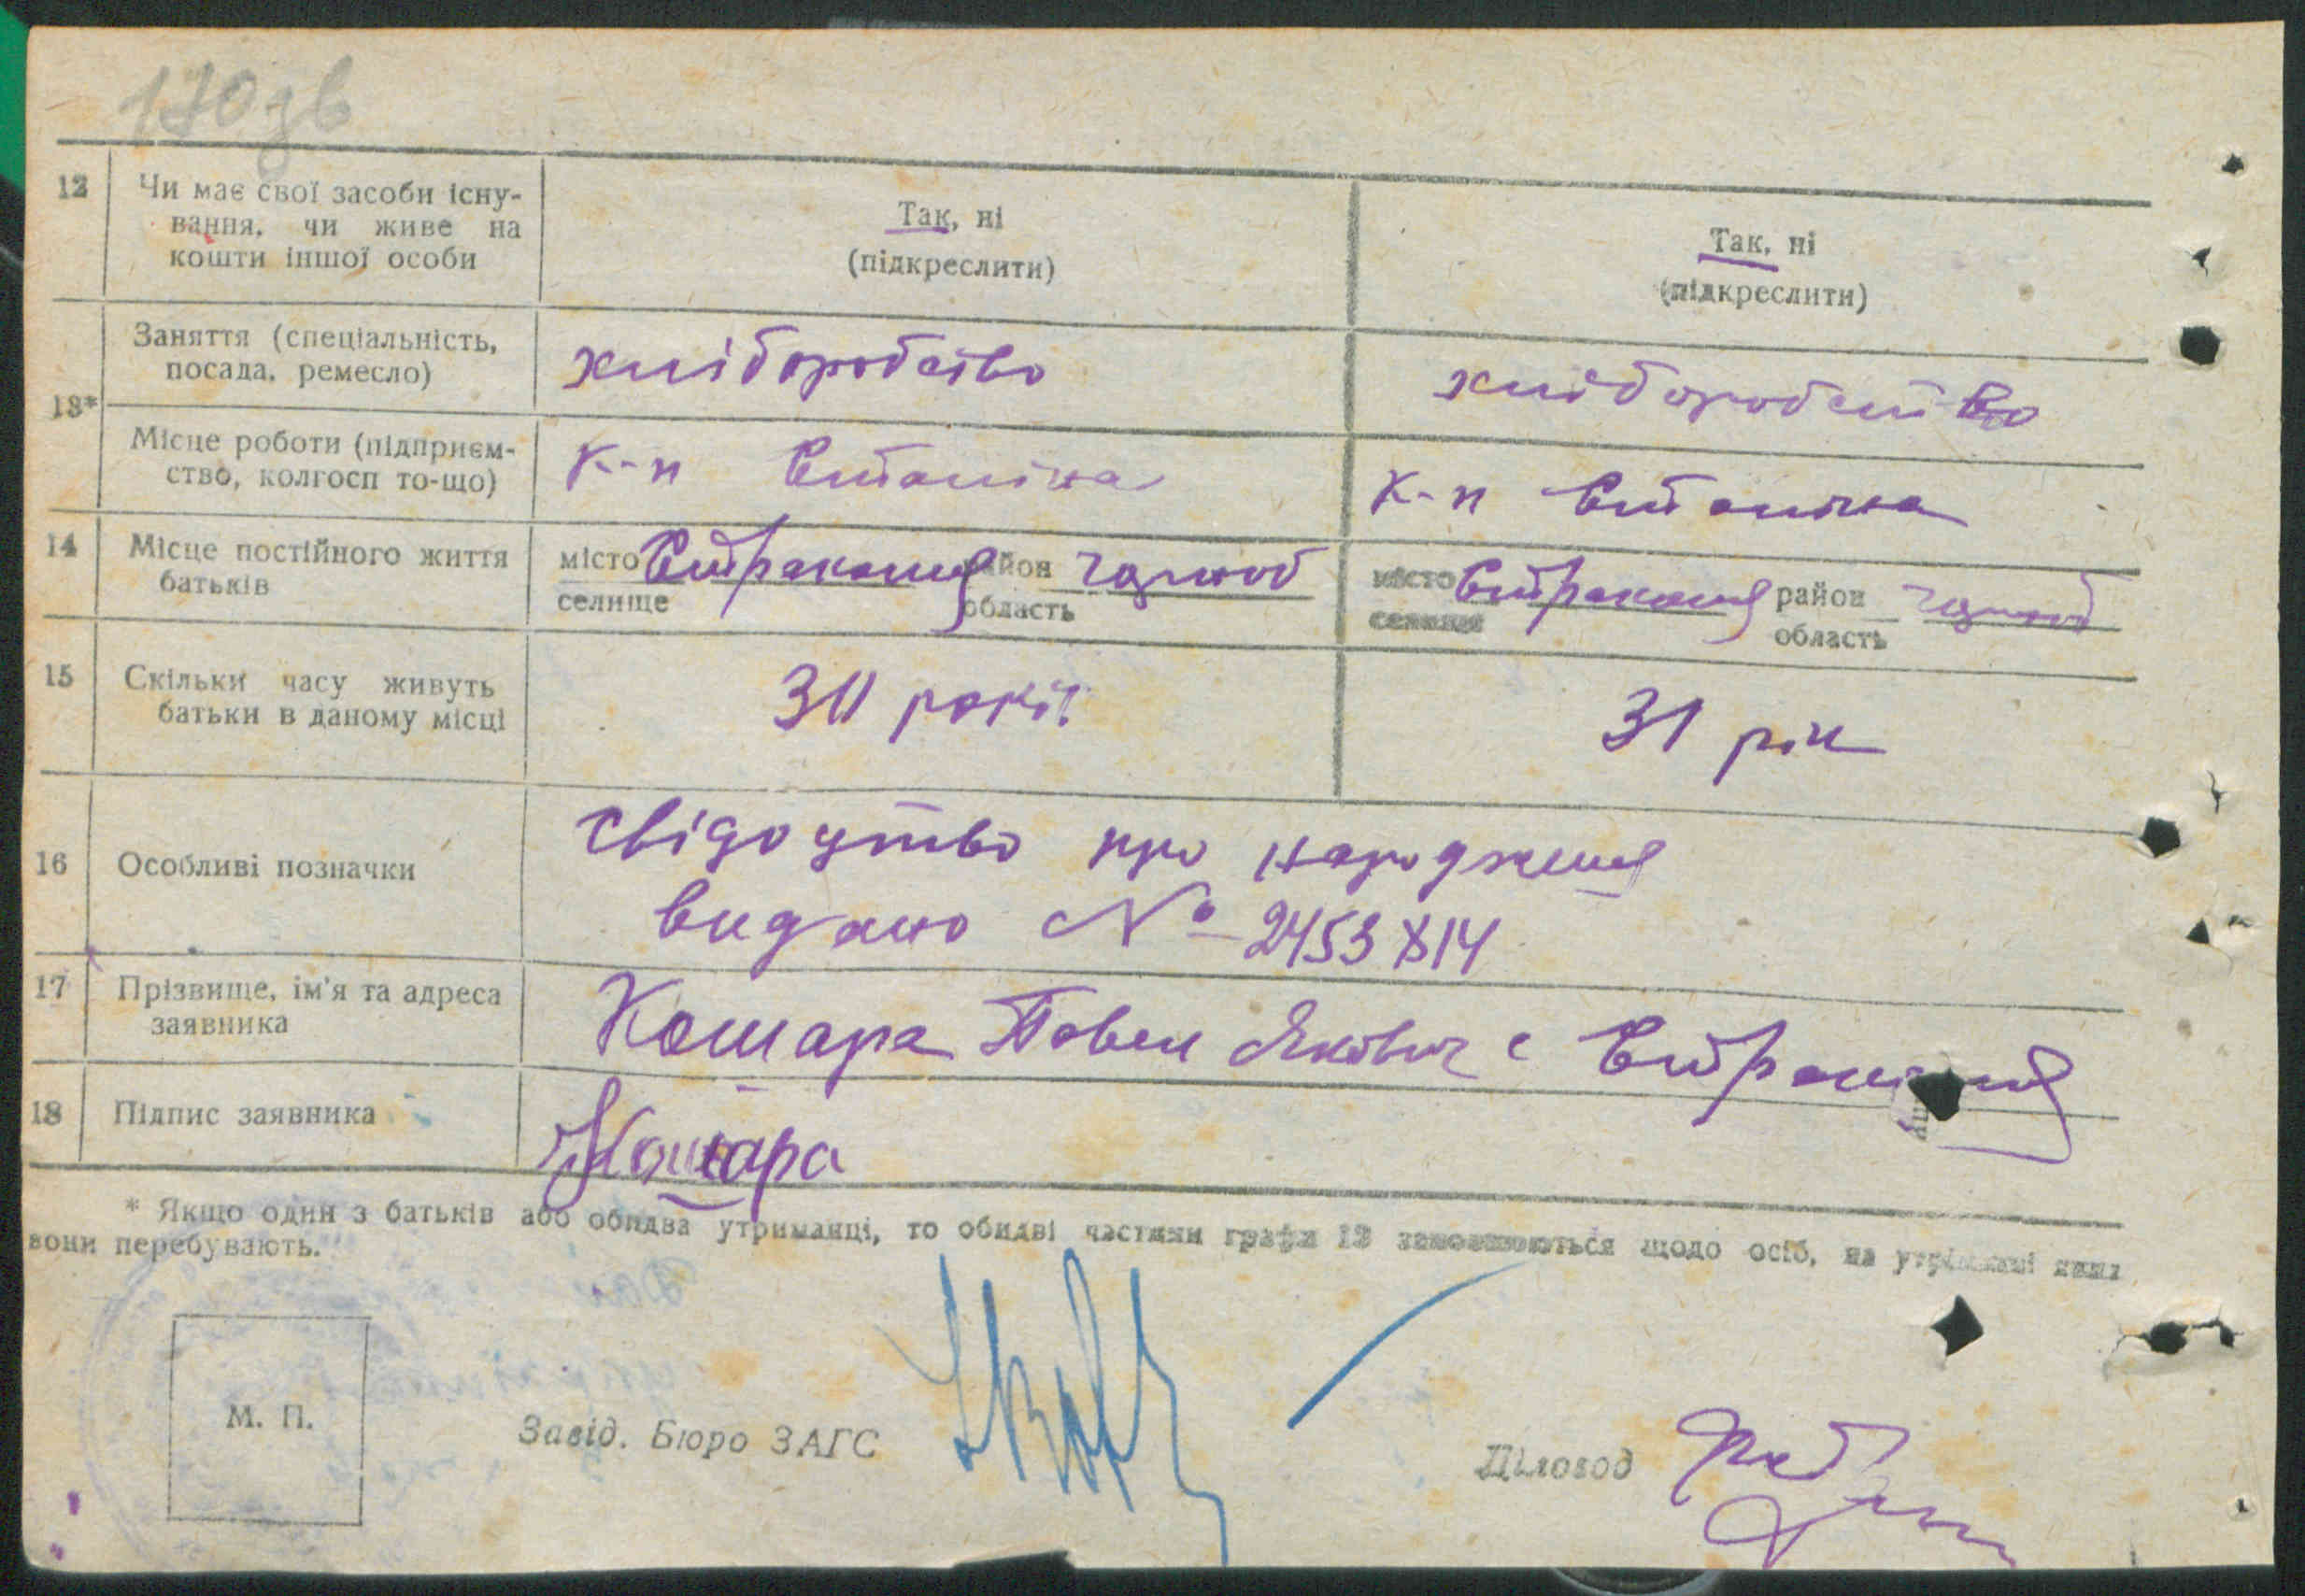 170зв
12 Чи має свої засоби існу-
вання, чи живе на
кошти іншої особи
Так, ні
(підкреслити)
Так, ні
(підкреслити)
13*
Заняття (спеціальність,
посада, ремесло)
хліборобство
хліборобство
Місце роботи (підприєм-
ство, колгосп то-що)
к-п Сталіна
к-п Сталіна
14 Місце постійного життя
батьків
місто
селище
район
область
місто
селище
район
область
15 Скільки часу живуть
батьки в даному місці
років
31 рік
16 Особливі позначки
свідоцтво про народження
видано №
17 Прізвище, ім'я та адреса
заявника
Кошара Павел Якович с
18 Підпис заявника
Кошара
* Якщо один з батьків або обидва утриманці, то обидві частини графи 13 заповнюються щодо осіб, на утриманні яких
вони перебувають.
М. П.
Завід. Бюро ЗАГС
Діловод